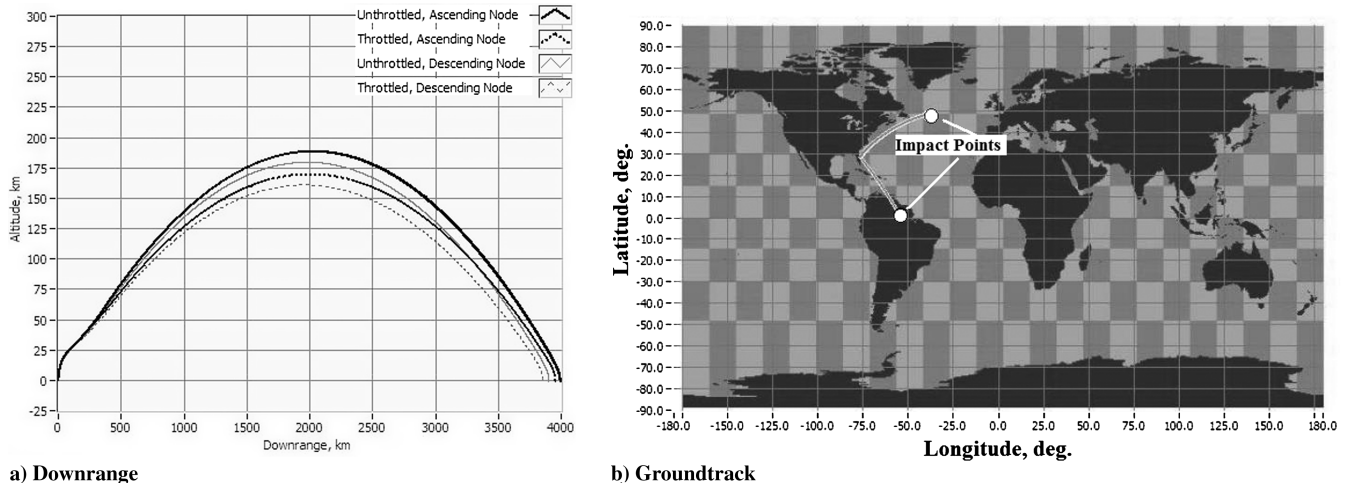 Unthrottled, Ascending Node
Throttled, Ascending Node
Unthrottled, Descending Node
Throttled, Descending Node
300
275
250
225
200
175
150
125
100
75
50
25
0
-25
Altitude, km
0 500 1000 1500 2000 2500 3000 3500 4000
Downrange, km
a) Downrange
90.0
80.0
70.0
60.0
50.0
40.0
30.0
20.0
10.0
0.0
-10.0
-20.0
-30.0
-40.0
-50.0
-60.0
-70.0
-80.0
-90.0
Latitude, deg.
Impact Points
-180.0 -150.0 -125.0 -100.0 -75.0 -50.0 -25.0 0.0 25.0 50.0 75.0 100.0 125.0 150.0 180.0
Longitude, deg.
b) Groundtrack